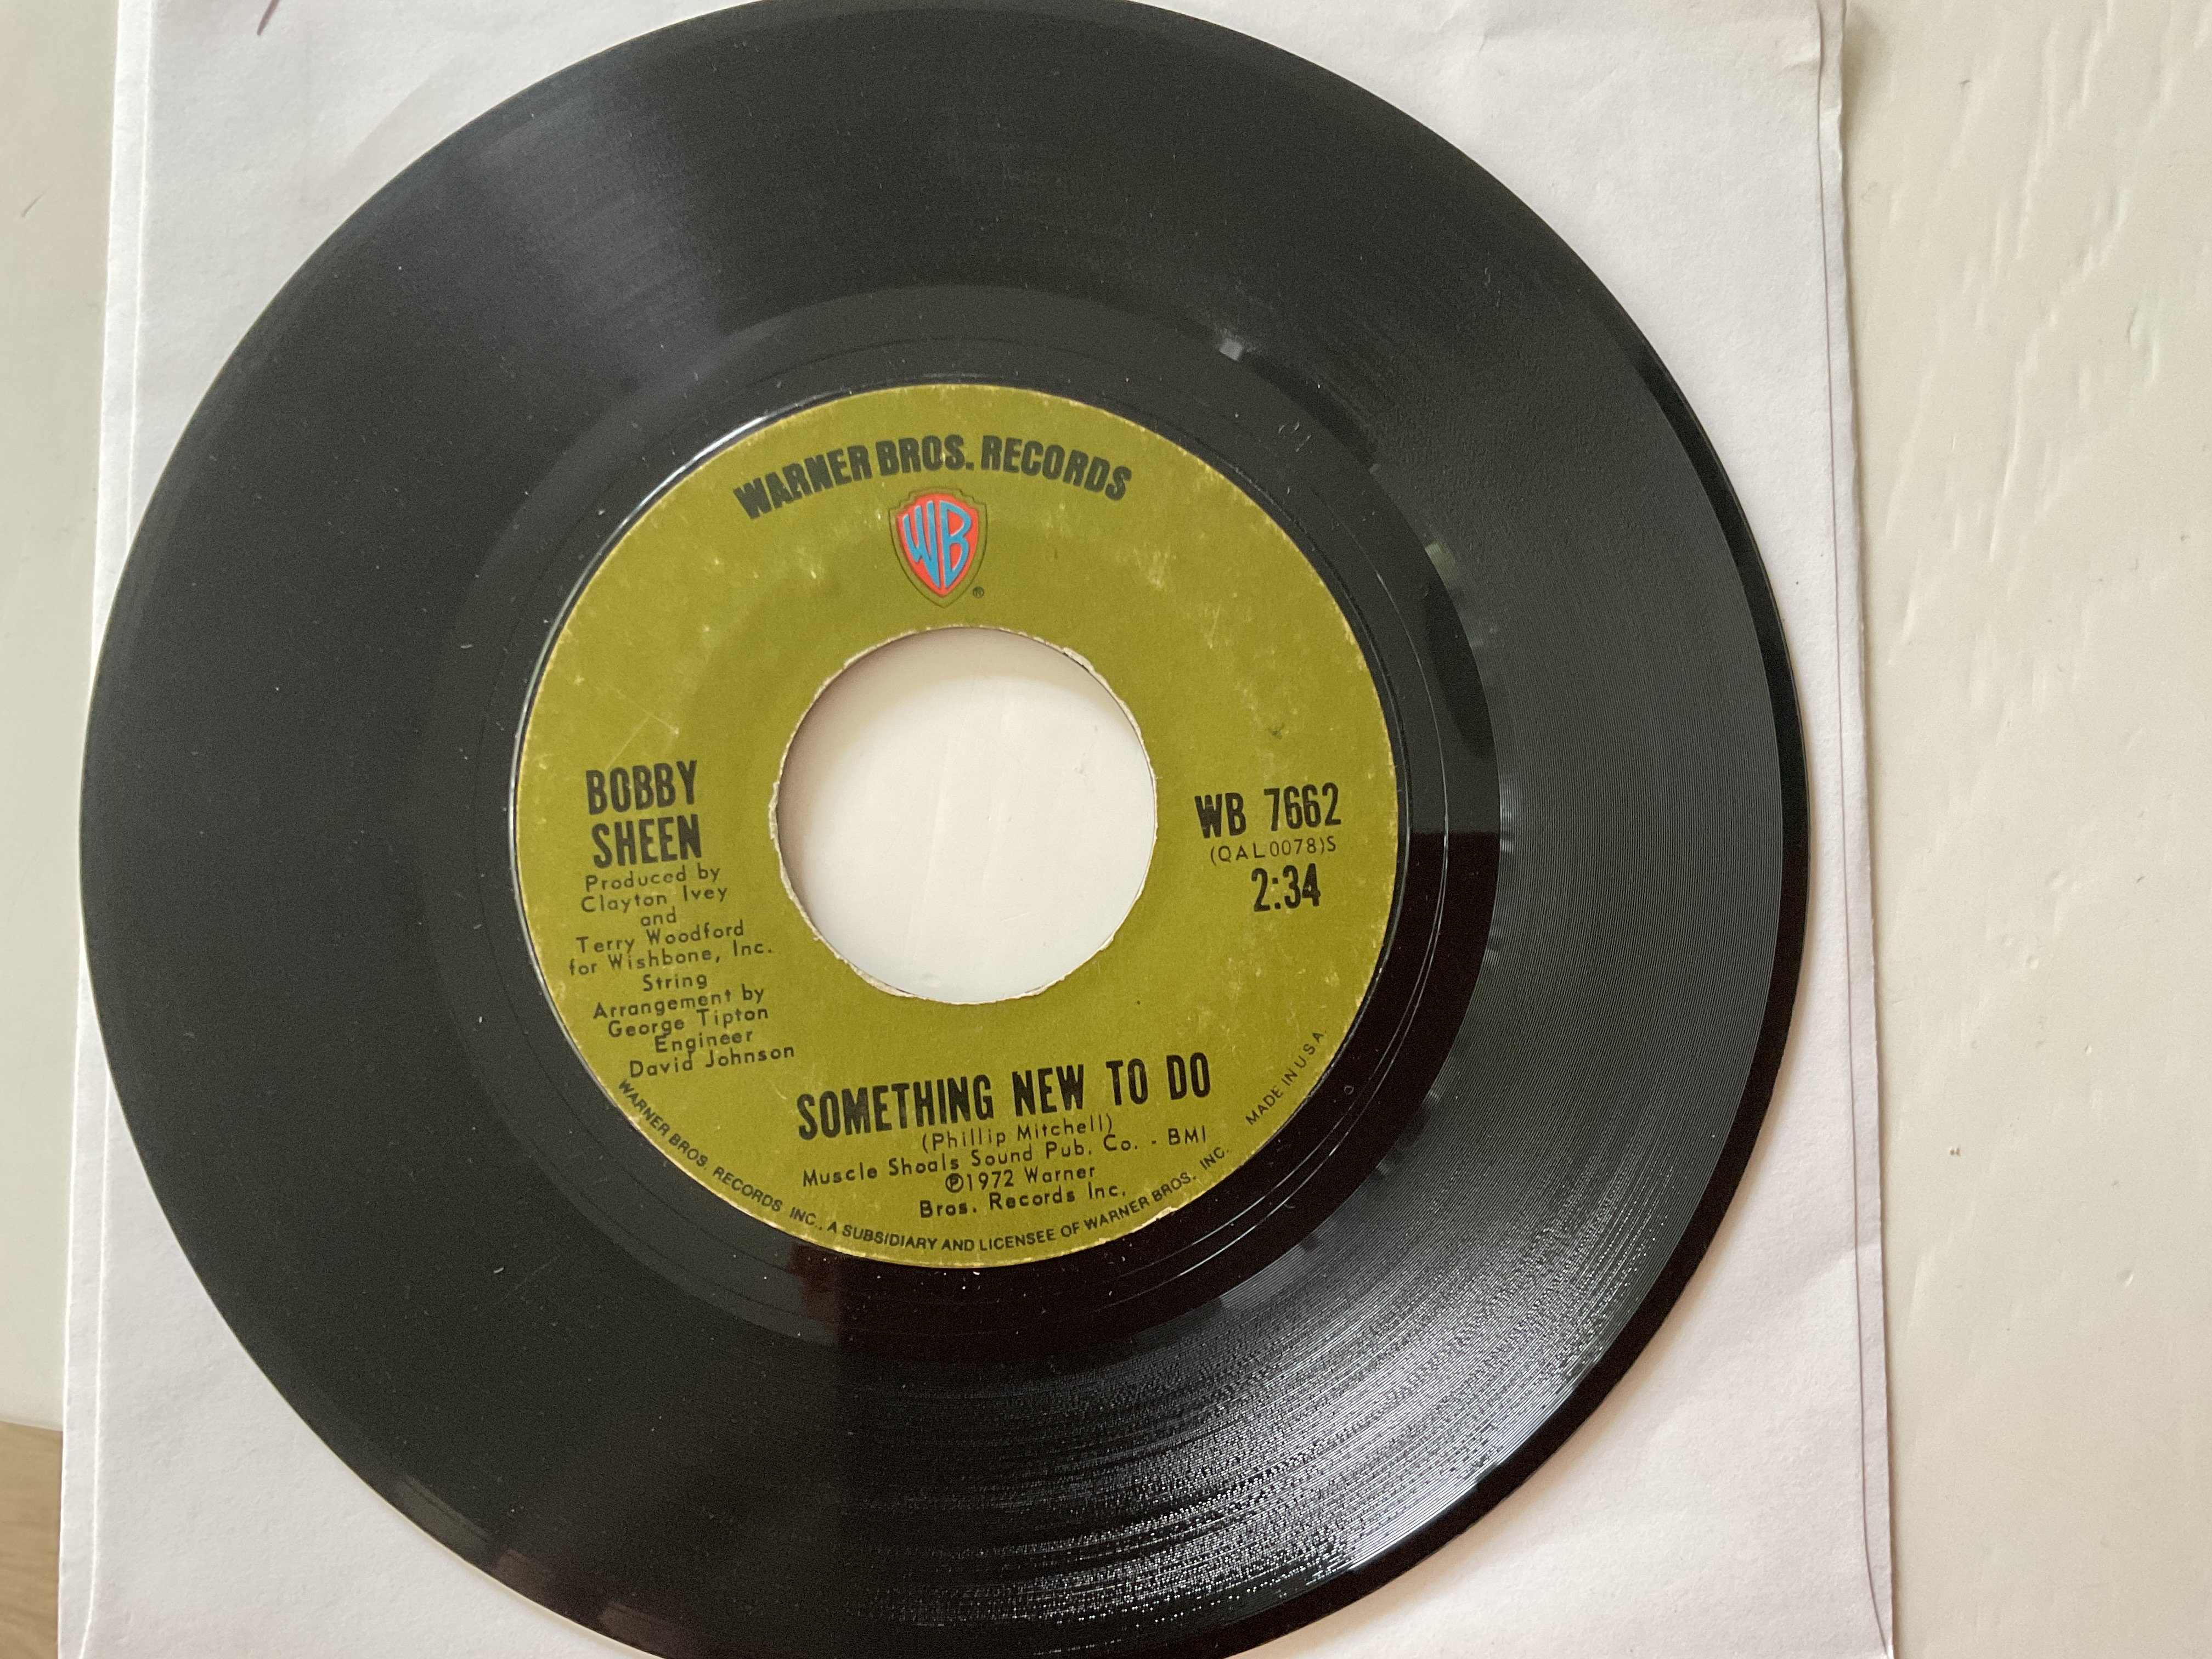 WARNER BROS. RECORDS
WB
®
BOBBY
SHEEN
Produced by
Clayton Ivey
and
Terry Woodford
for Wishbone, Inc.
String
Arrangement by
George Tipton
Engineer
David Johnson
WB 7662
(QAL0078)S
2:34
SOMETHING NEW TO DO
(Phillip Mitchell)
Muscle Shoals Sound Pub. Co. - BMI
℗1972 Warner
Bros. Records Inc.
WARNER BROS. RECORDS INC., A SUBSIDIARY AND LICENSEE OF WARNER BROS. INC. MADE IN U.S.A.